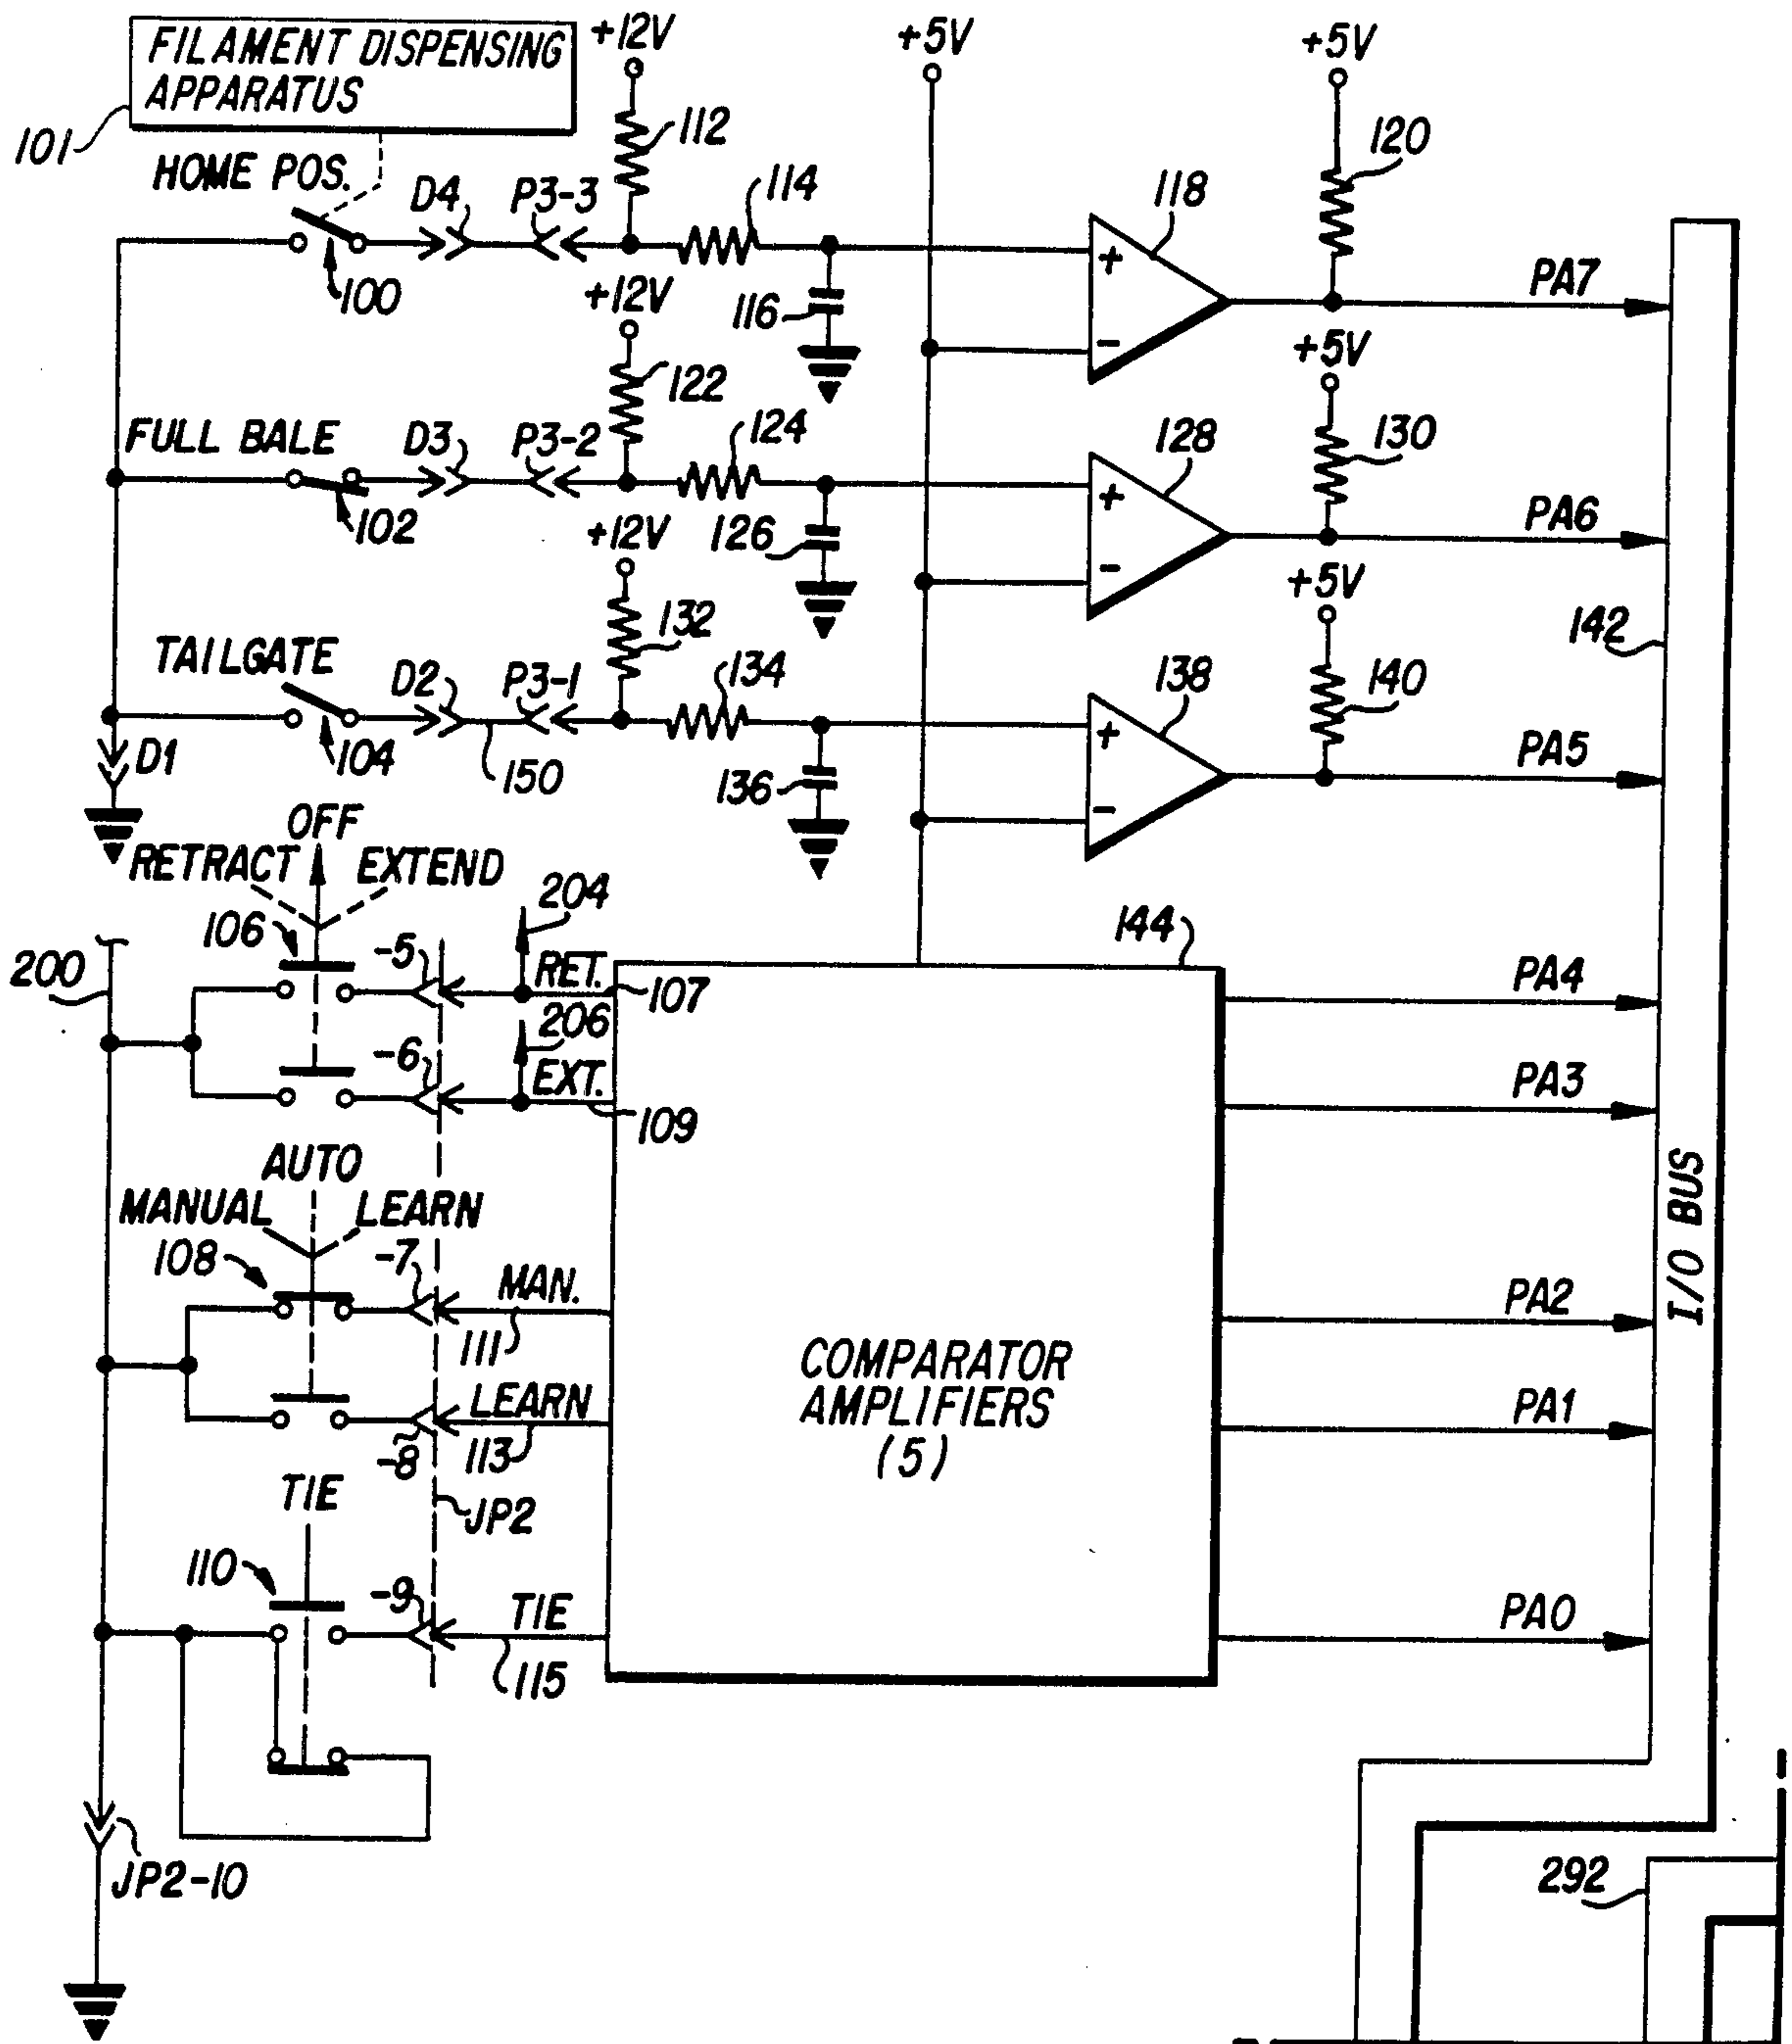 FILAMENT DISPENSING
APPARATUS
101
+12V
+5V
+5V
112
120
HOME POS.
D4
P3-3
114
118
100
+12V
116
PA7
+5V
122
FULL BALE
D3
P3-2
124
128
130
102
+12V
126
PA6
+5V
132
142
TAILGATE
D2
P3-1
134
138
140
D1
104
150
136
PA5
OFF
RETRACT
EXTEND
204
106
-5
144
200
RET.
107
PA4
206
-6
EXT.
109
PA3
AUTO
MANUAL
LEARN
I/O BUS
108
-7
MAN.
111
PA2
COMPARATOR
AMPLIFIERS
(5)
LEARN
-8
113
PA1
TIE
JP2
110
-9
TIE
115
PA0
JP2-10
292
+
-
+
-
+
-